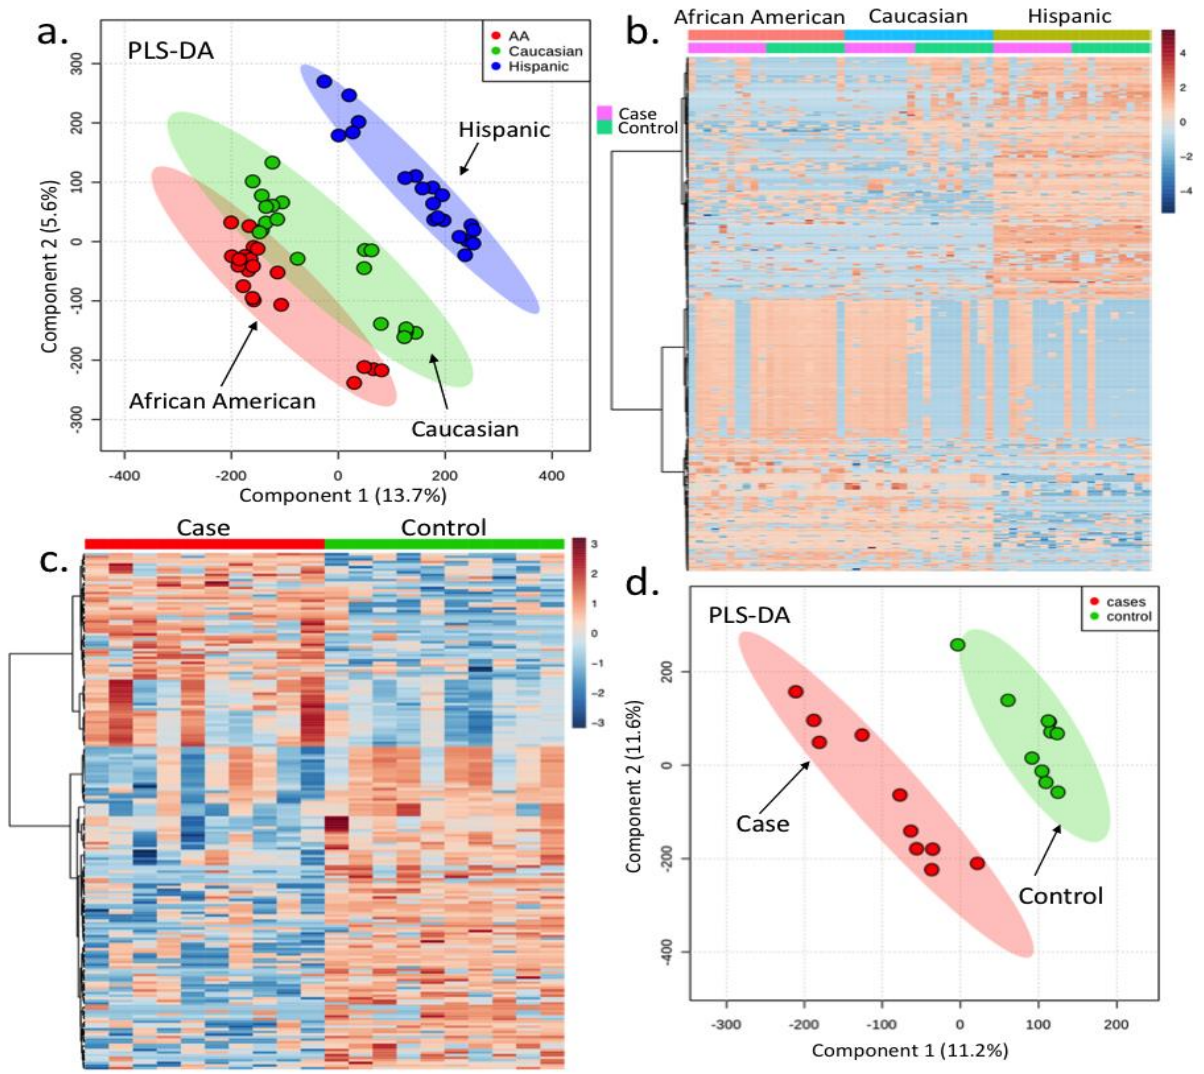 a.
PLS-DA
AA
Caucasian
Hispanic
Hispanic
African American
Caucasian
300
200
100
0
-100
-200
-300
Component 2 (5.6%)
-400
-200
0
200
400
Component 1 (13.7%)
b.
African American
Caucasian
Hispanic
Case
Control
4
2
0
−2
−4
c.
Case
Control
3
2
1
0
−1
−2
−3
d.
PLS-DA
cases
control
Case
Control
200
0
-200
-400
Component 2 (11.6%)
-300
-200
-100
0
100
200
Component 1 (11.2%)